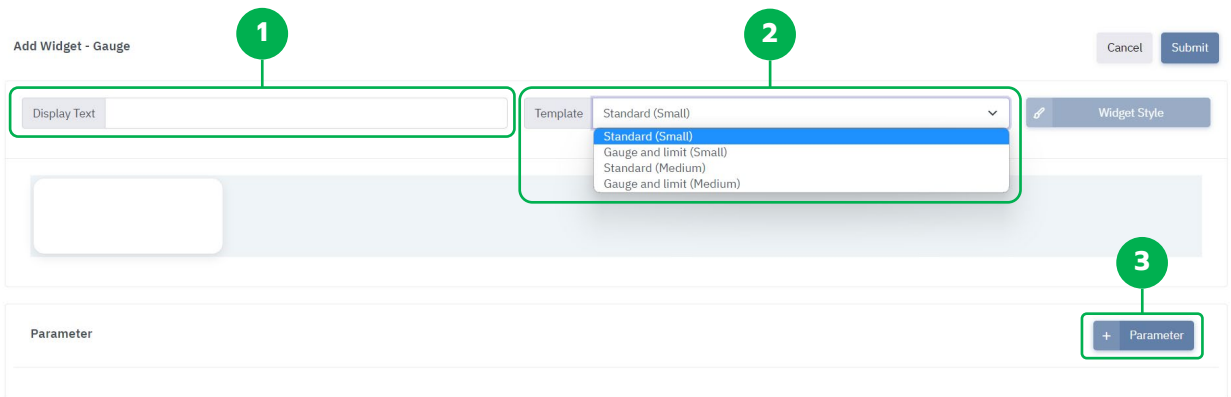 1
2
Add Widget - Gauge
Cancel
Submit
Display Text
Template
Standard (Small)
Widget Style
Standard (Small)
Gauge and limit (Small)
Standard (Medium)
Gauge and limit (Medium)
3
Parameter
+ Parameter